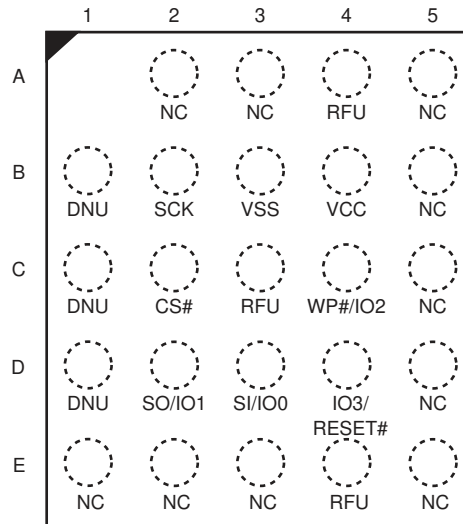 1 2 3 4 5
A
NC NC RFU NC
B
DNU SCK VSS VCC NC
C
DNU CS# RFU WP#/IO2 NC
D
DNU SO/IO1 SI/IO0 IO3/ NC
RESET#
E
NC NC NC RFU NC